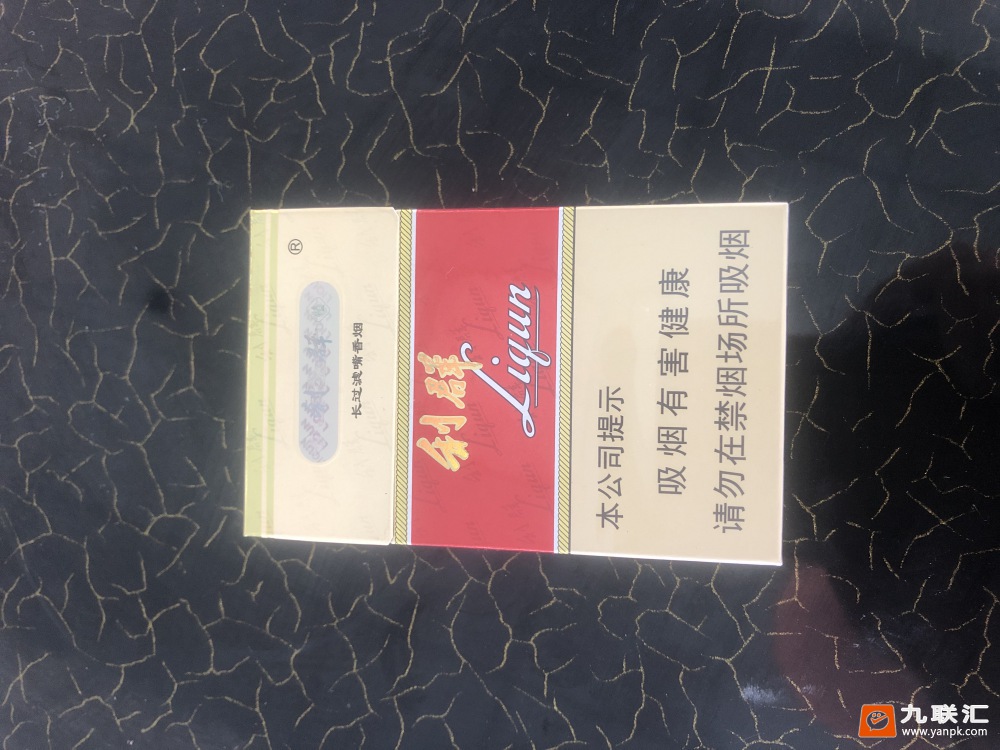 ®
长过滤嘴香烟
利群
Liqun
本公司提示
吸烟有害健康
请勿在禁烟场所吸烟
九联汇
www.yanpk.com